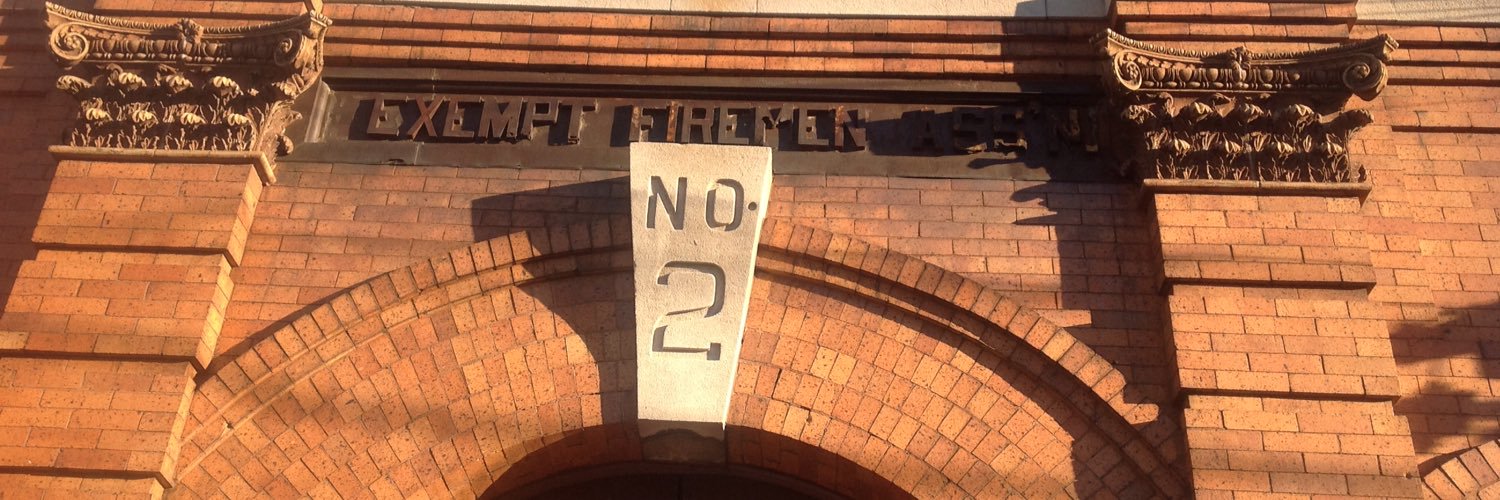 EXEMPT FIREMEN ASS'N
NO.
2